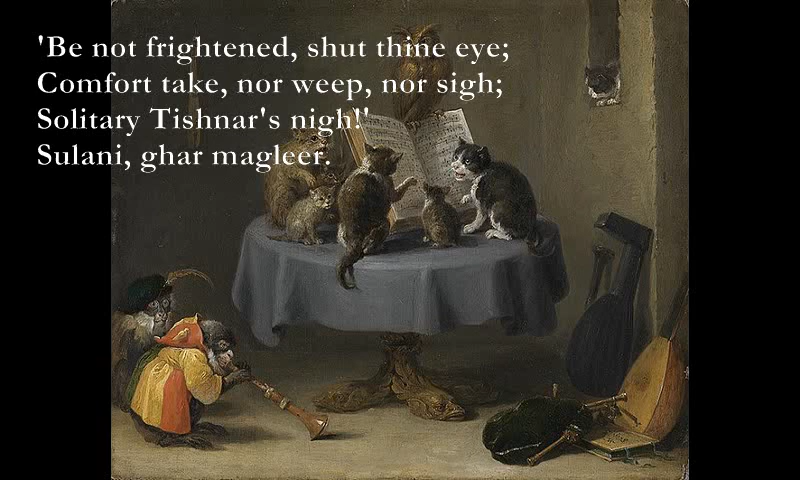 'Be not frightened, shut thine eye;
Comfort take, nor weep, nor sigh;
Solitary Tishnar's nigh!'
Sulani, ghar magleer.